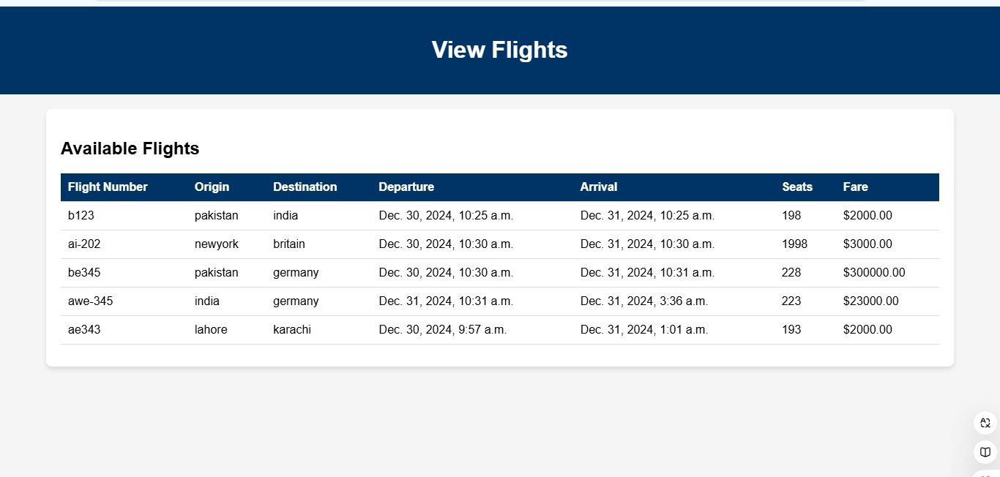 View Flights
Available Flights
Flight Number Origin Destination Departure Arrival Seats Fare
b123 pakistan india Dec. 30, 2024, 10:25 a.m. Dec. 31, 2024, 10:25 a.m. 198 $2000.00
ai-202 newyork britain Dec. 30, 2024, 10:30 a.m. Dec. 31, 2024, 10:30 a.m. 1998 $3000.00
be345 pakistan germany Dec. 30, 2024, 10:30 a.m. Dec. 31, 2024, 10:31 a.m. 228 $300000.00
awe-345 india germany Dec. 31, 2024, 10:31 a.m. Dec. 31, 2024, 3:36 a.m. 223 $23000.00
ae343 lahore karachi Dec. 30, 2024, 9:57 a.m. Dec. 31, 2024, 1:01 a.m. 193 $2000.00